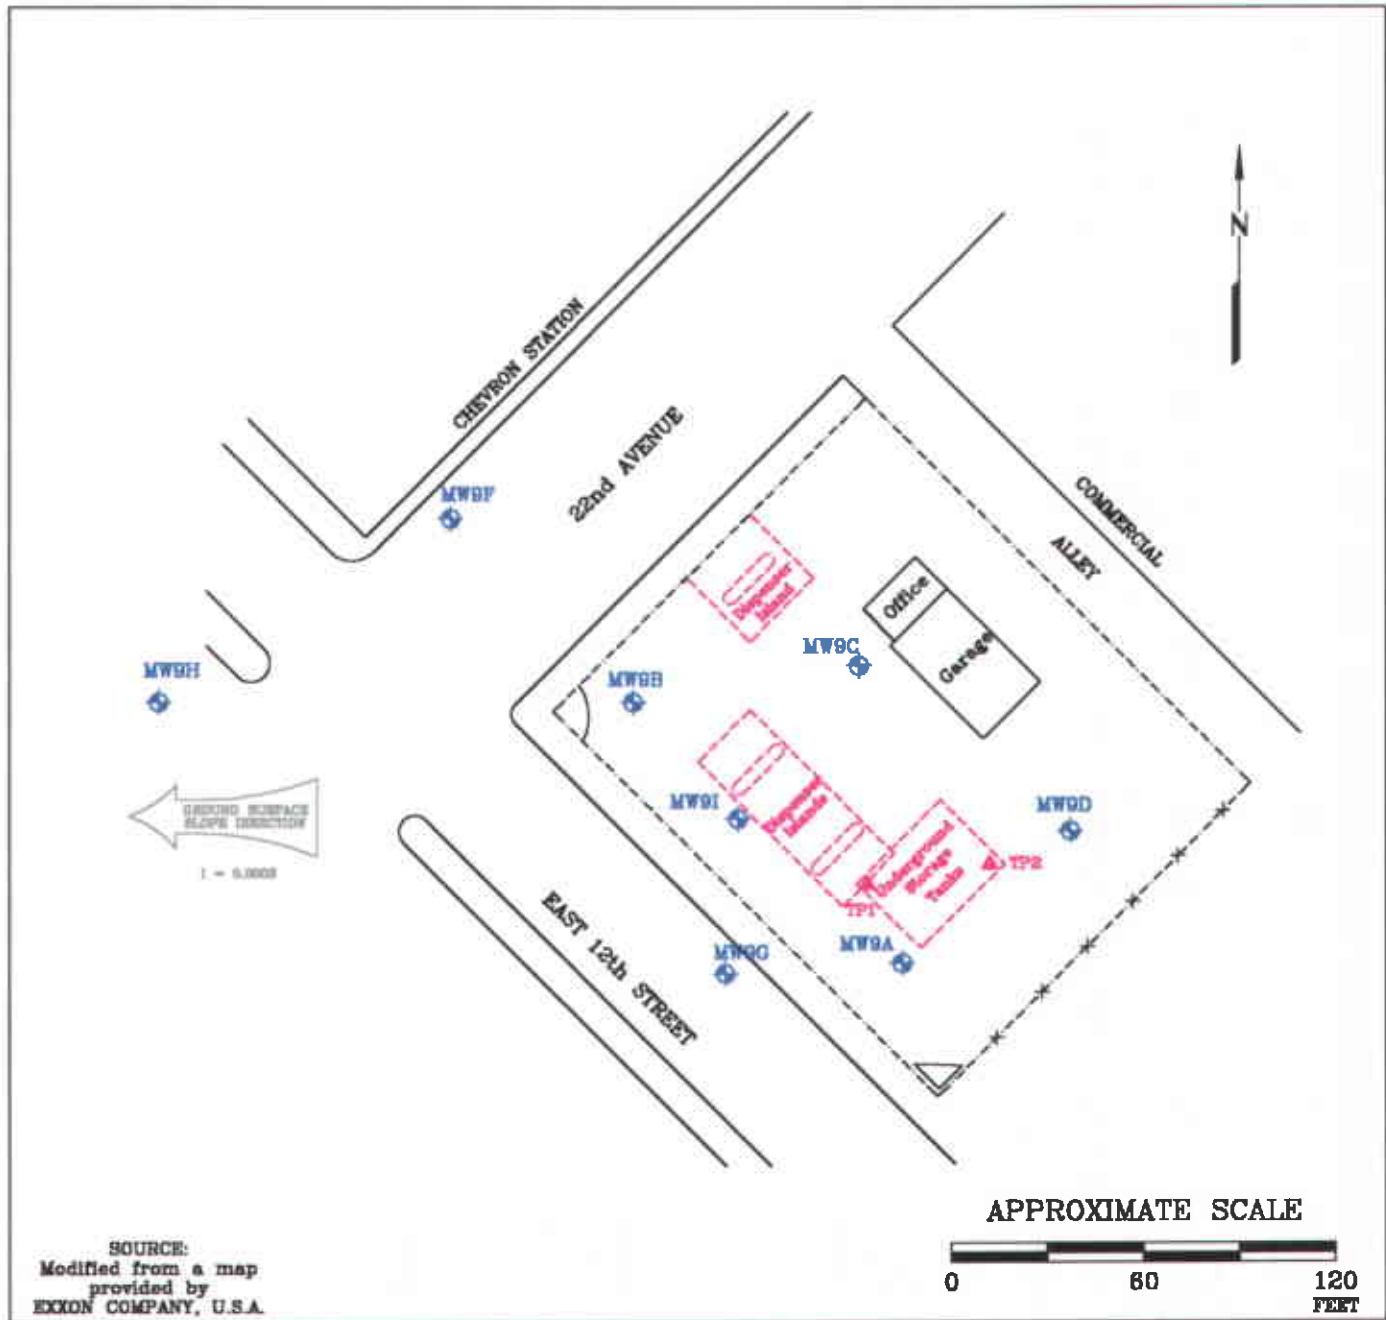 N
CHEVRON STATION
22nd AVENUE
MW9F
COMMERCIAL
ALLEY
Dispenser
Island
Office
Garage
MW9C
MW9H
MW9B
GROUND SURFACE
SLOPE DIRECTION
MW9I
Dispenser
Islands
MW9D
Underground
Storage
Tanks
TP2
TP1
MW9A
EAST 12th STREET
MW9G
APPROXIMATE SCALE
0 60 120
FEET
SOURCE:
Modified from a map
provided by
EXXON COMPANY, U.S.A.